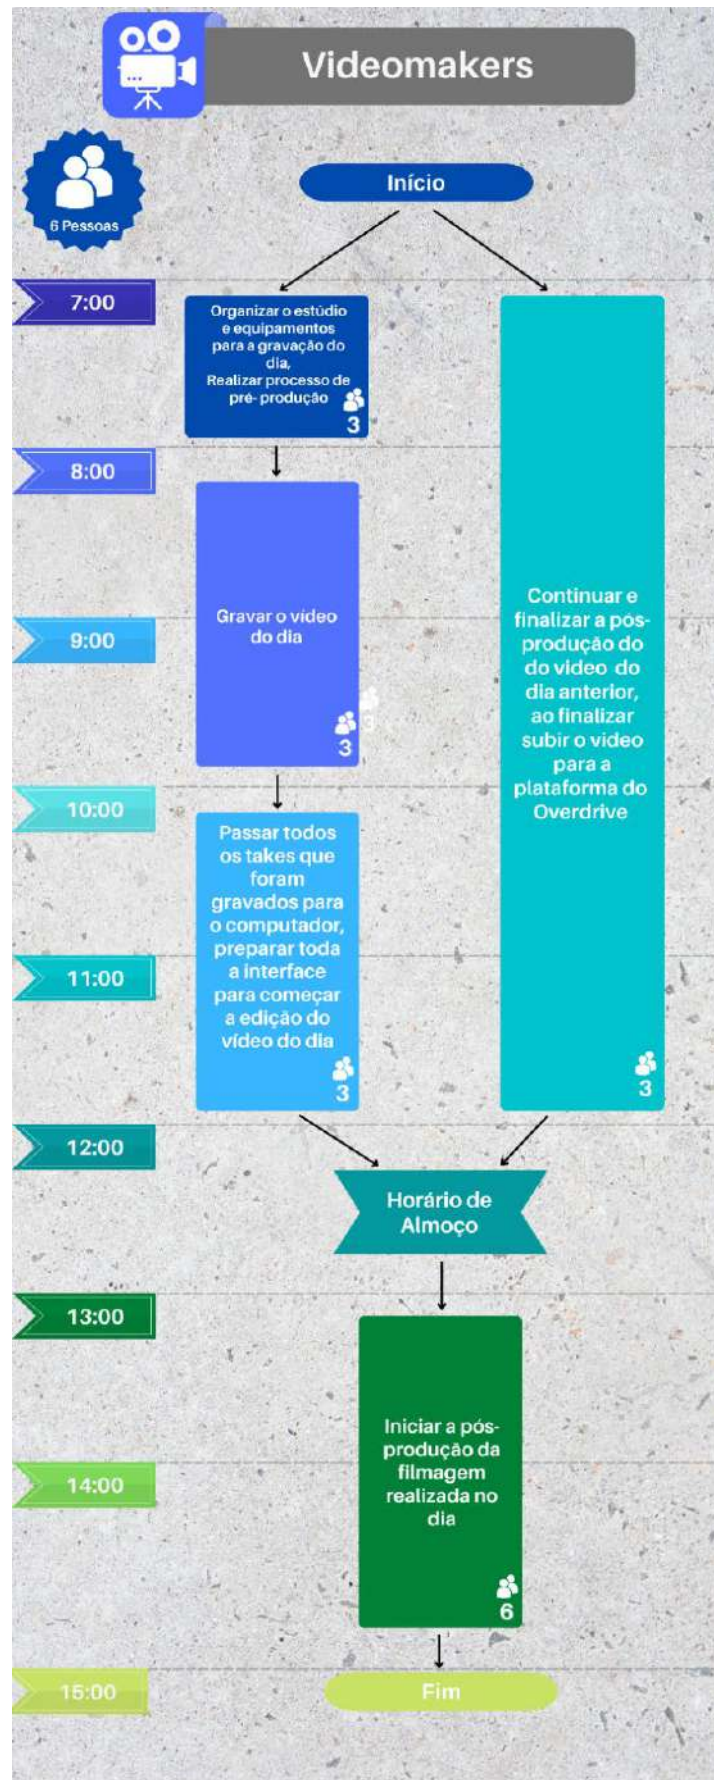 Videomakers
6 Pessoas
Início
7:00
Organizar o estúdio
e equipamentos
para a gravação do
dia,
Realizar processo de
pré- produção
3
8:00
Gravar o vídeo
do dia
3
3
9:00
Continuar e
finalizar a pós-
produção do
do video do
dia anterior,
ao finalizar
subir o video
para a
plataforma do
Overdrive
3
10:00
Passar todos
os takes que
foram
gravados para
o computador,
preparar toda
a interface
para começar
a edição do
vídeo do dia
3
11:00
12:00
Horário de
Almoço
13:00
Iniciar a pós-
produção da
filmagem
realizada no
dia
6
14:00
15:00
Fim